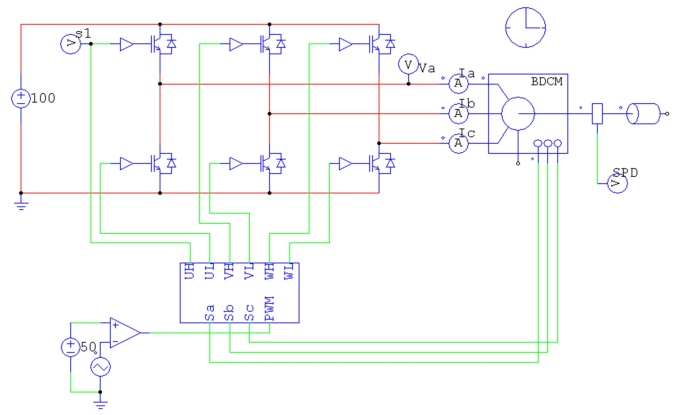 s1
V
V
Va
Ia
A
BDCM
100
Ib
A
Ic
A
SPD
V
UH UL VH VL WH WL
Sa Sb Sc PWM
50